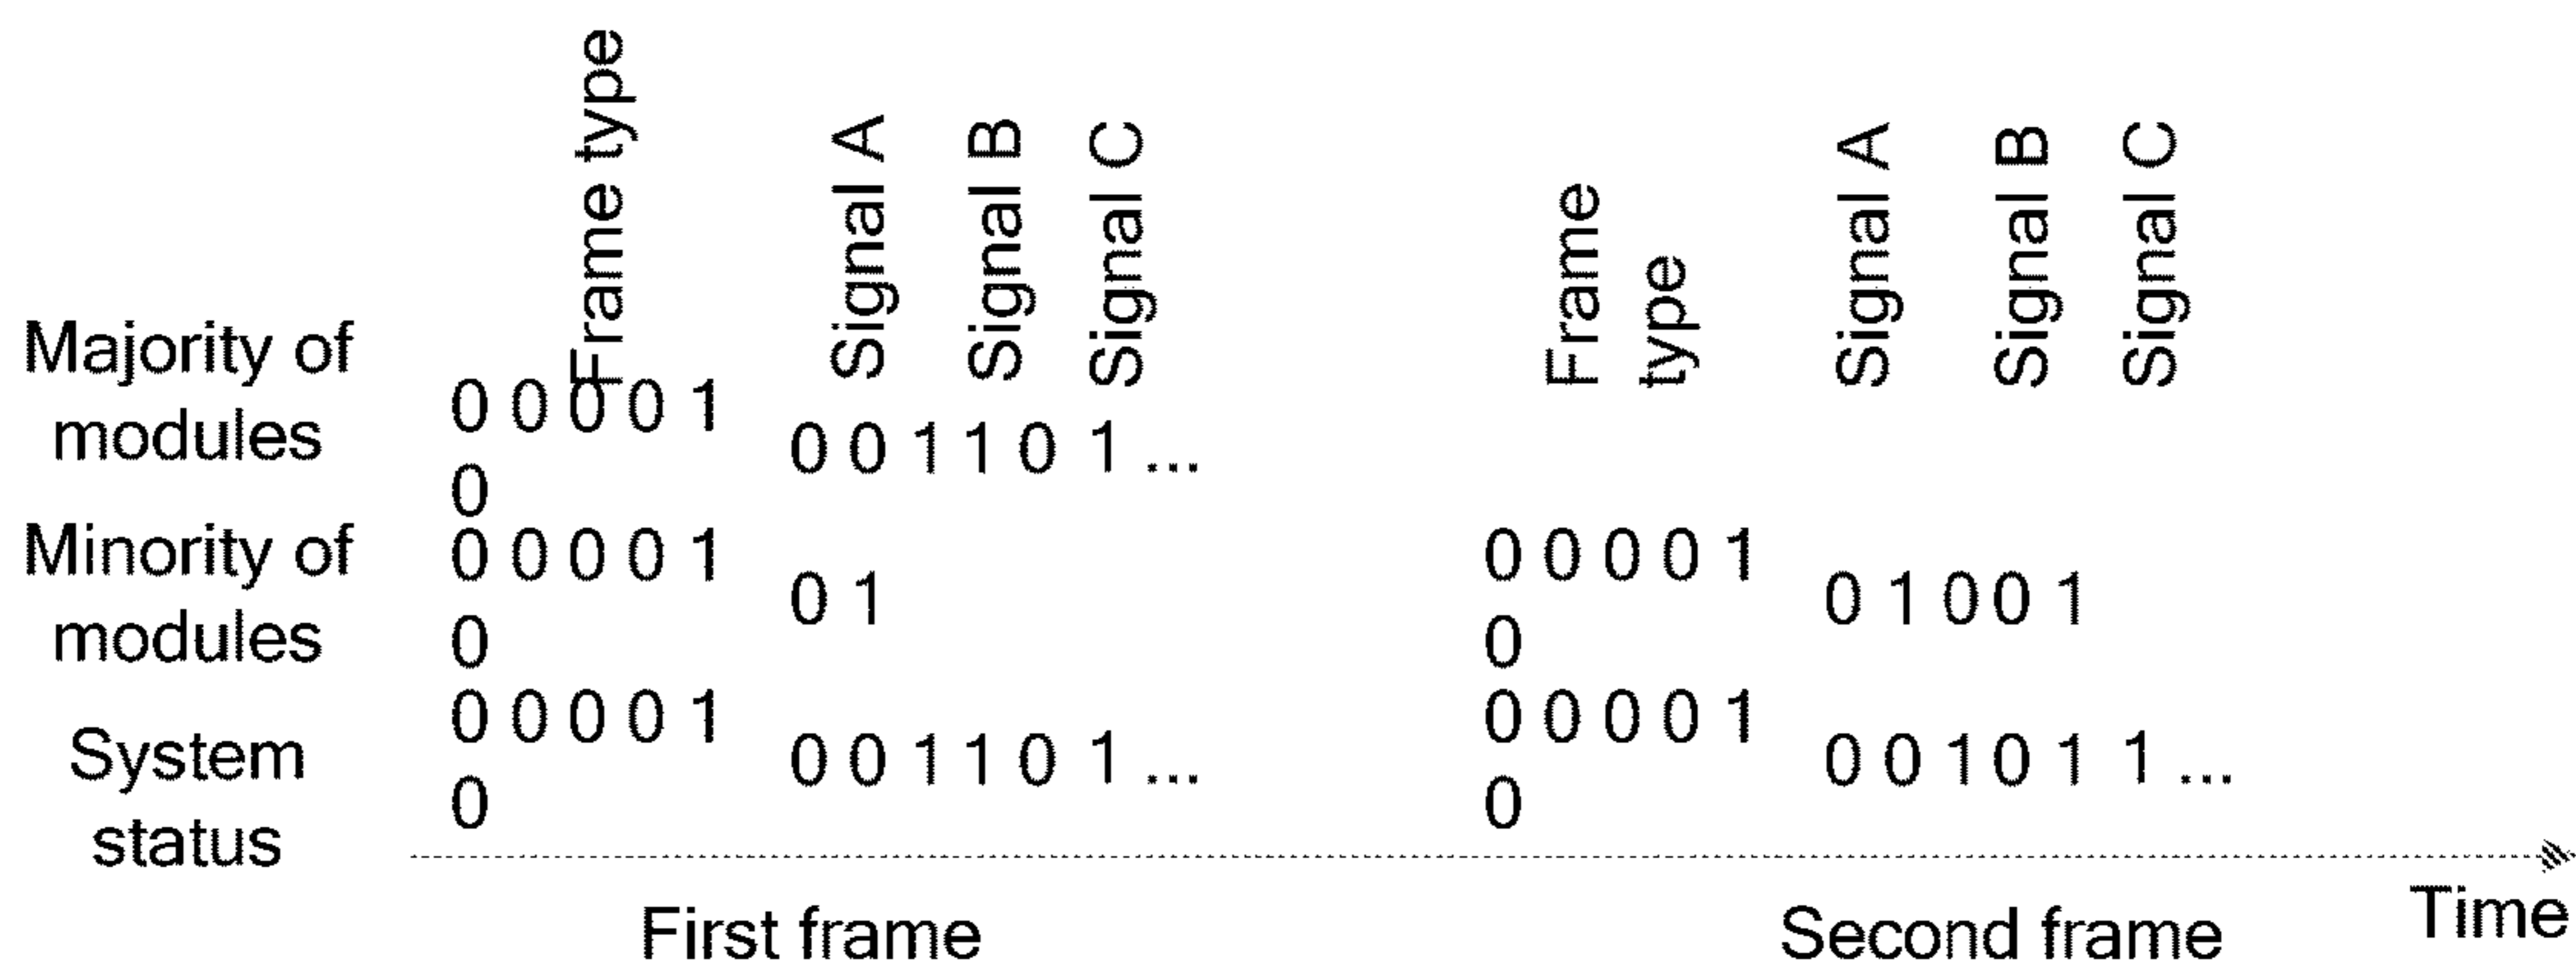 Frame type
Signal A
Signal B
Signal C
Frame
type
Signal A
Signal B
Signal C
Majority of
modules
0 0 0 0 1
0
0 0 1 1 0 1 ...
Minority of
modules
0 0 0 0 1
0
0 1
0 0 0 0 1
0
0 1 0 0 1
System
status
0 0 0 0 1
0
0 0 1 1 0 1 ...
0 0 0 0 1
0
0 0 1 0 1 1 ...
First frame
Second frame
Time